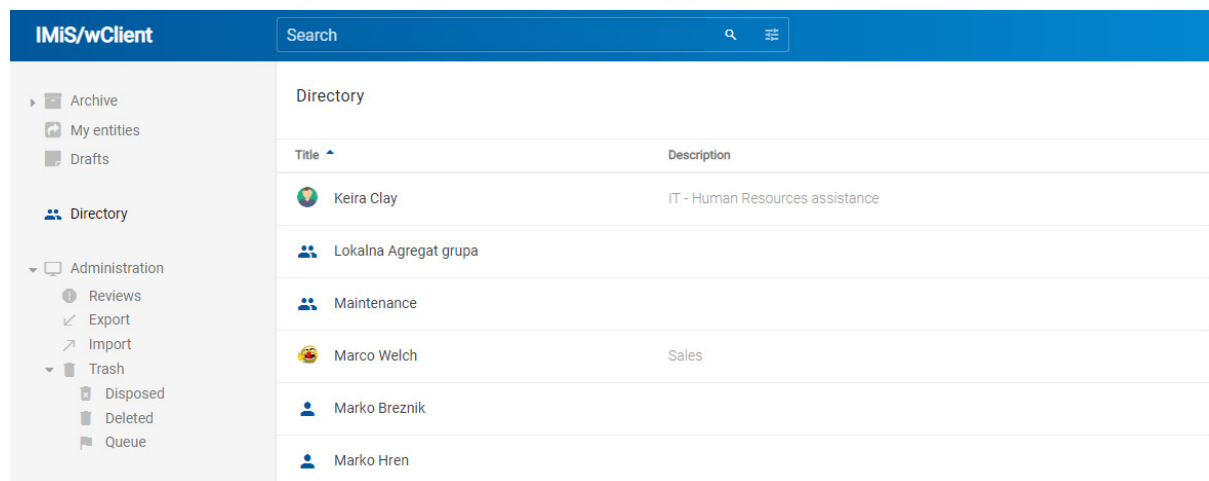 IMiS/wClient
Search
Archive
My entities
Drafts
Directory
Administration
Reviews
Export
Import
Trash
Disposed
Deleted
Queue
Directory
Title Description
Keira Clay IT - Human Resources assistance
Lokalna Agregat grupa
Maintenance
Marco Welch Sales
Marko Breznik
Marko Hren